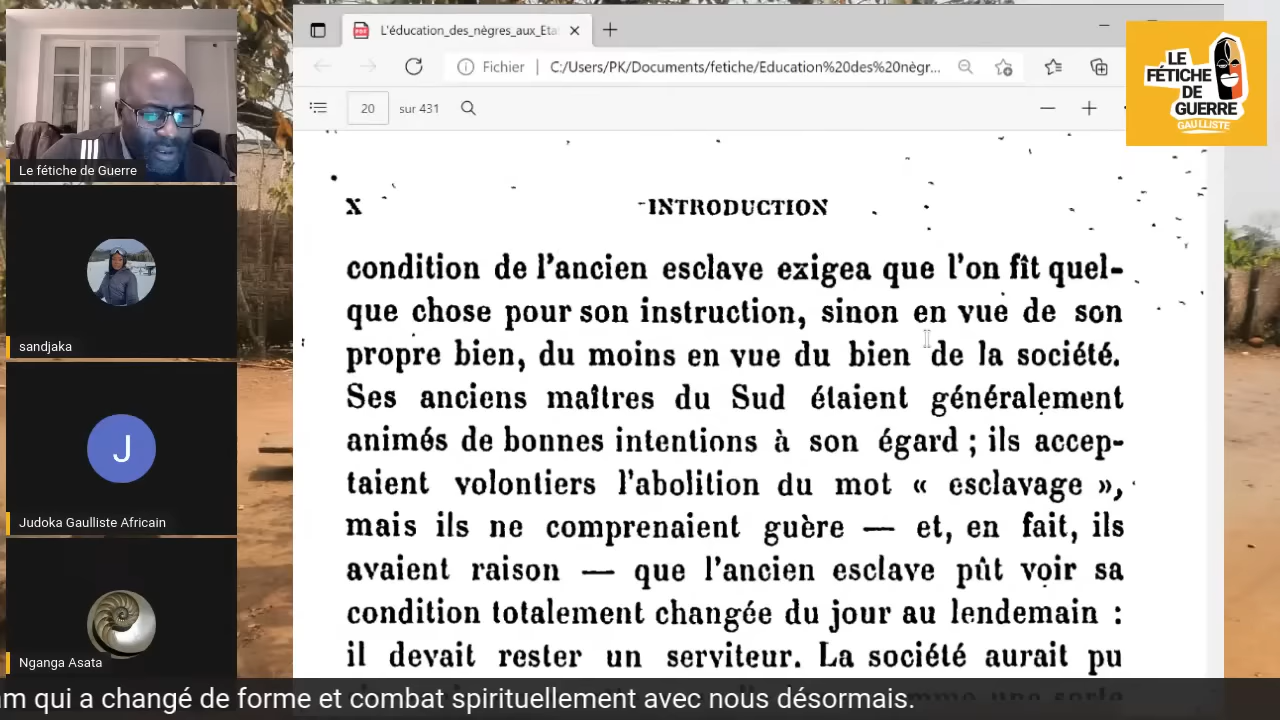 L'éducation_des_nègres_aux_Eta
Fichier
C:/Users/PK/Documents/fetiche/Education%20des%20nègr...
20 sur 431
LE
FÉTICHE
DE
GUERRE
GAULLISTE
Le fétiche de Guerre
sandjaka
J
Judoka Gaulliste Africain
Nganga Asata
X INTRODUCTION
condition de l'ancien esclave exigea que l'on fît quel-
que chose pour son instruction, sinon en vue de son
propre bien, du moins en vue du bien de la société.
Ses anciens maîtres du Sud étaient généralement
animés de bonnes intentions à son égard ; ils accep-
taient volontiers l'abolition du mot « esclavage »,
mais ils ne comprenaient guère — et, en fait, ils
avaient raison — que l'ancien esclave pût voir sa
condition totalement changée du jour au lendemain :
il devait rester un serviteur. La société aurait pu
qui a changé de forme et combat spirituellement avec nous désormais.